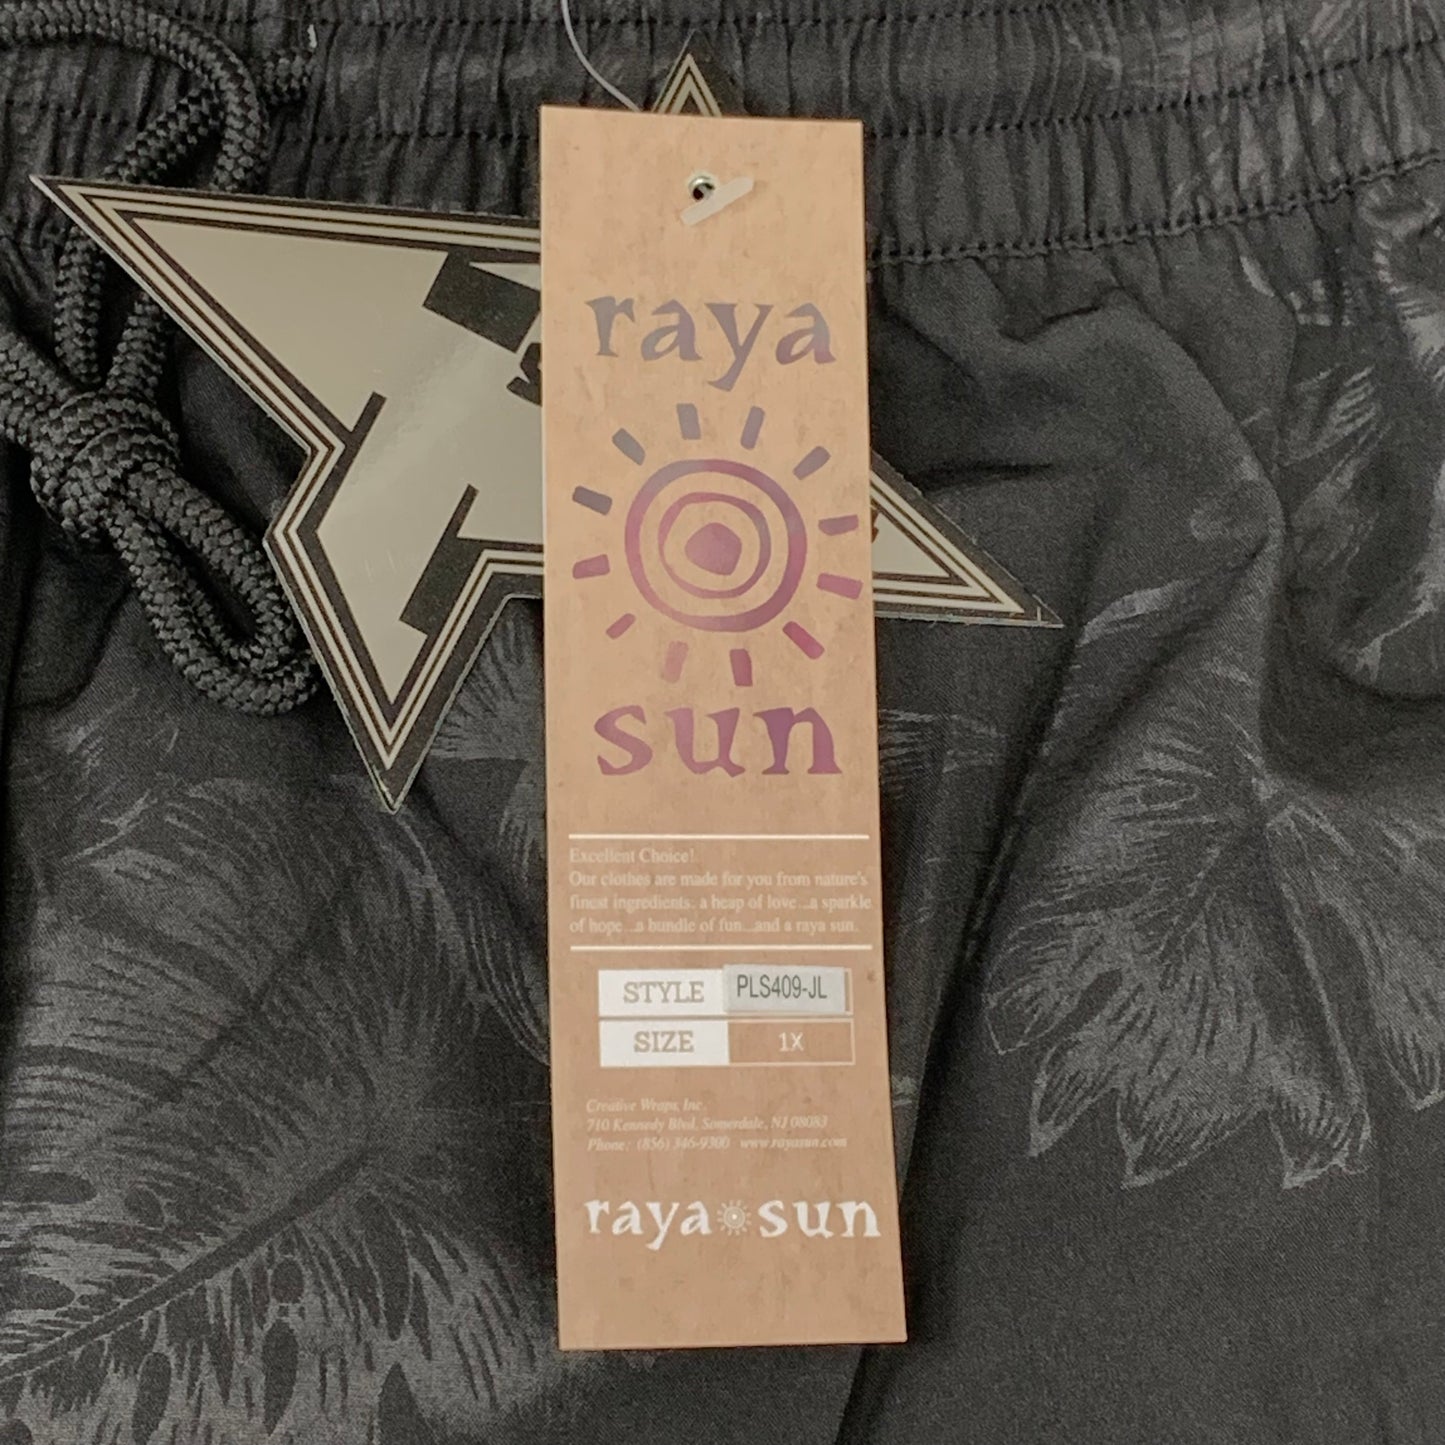 raya
sun
Excellent Choice!
Our clothes are made for you from nature's
finest ingredients. a heap of love...a sparkle
of hope...a bundle of fun...and a raya sun.
STYLE PLS409-JL
SIZE 1X
Creative Wraps, Inc.
710 Kennedy Blvd, Somerdale, NJ 08083
Phone: (856) 346-9300 www.rayasun.com
raya sun